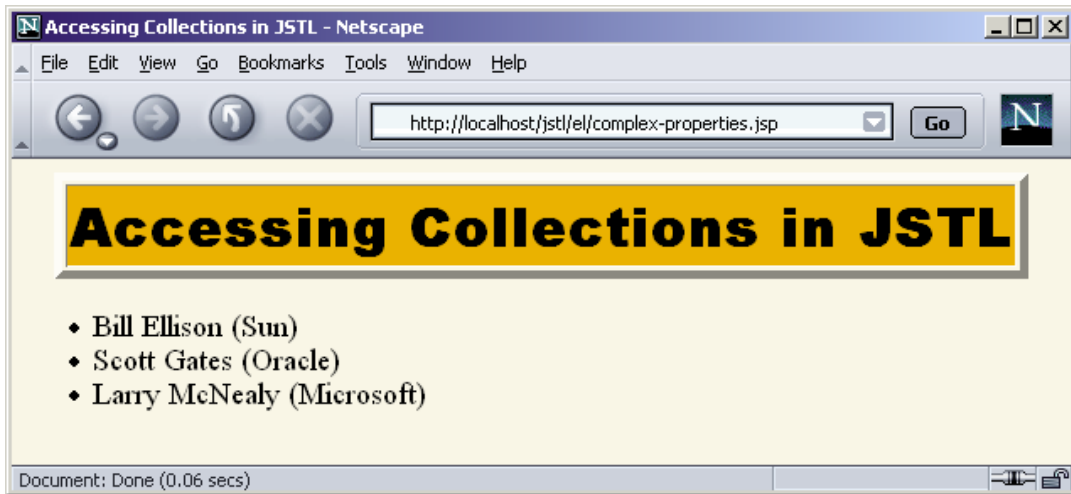 N Accessing Collections in JSTL - Netscape
File Edit View Go Bookmarks Tools Window Help
http://localhost/jstl/el/complex-properties.jsp Go N
Accessing Collections in JSTL
• Bill Ellison (Sun)
• Scott Gates (Oracle)
• Larry McNealy (Microsoft)
Document: Done (0.06 secs)